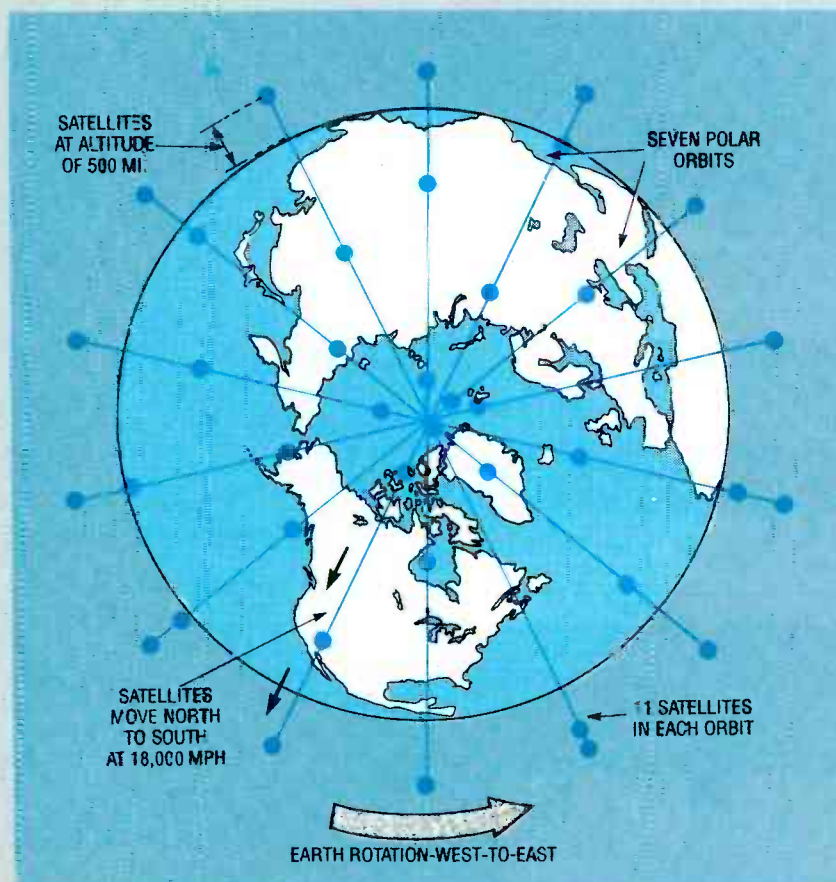 SATELLITES
AT ALTITUDE
OF 500 MI.
SEVEN POLAR
ORBITS
SATELLITES
MOVE NORTH
TO SOUTH
AT 18,000 MPH
11 SATELLITES
IN EACH ORBIT
EARTH ROTATION-WEST-TO-EAST